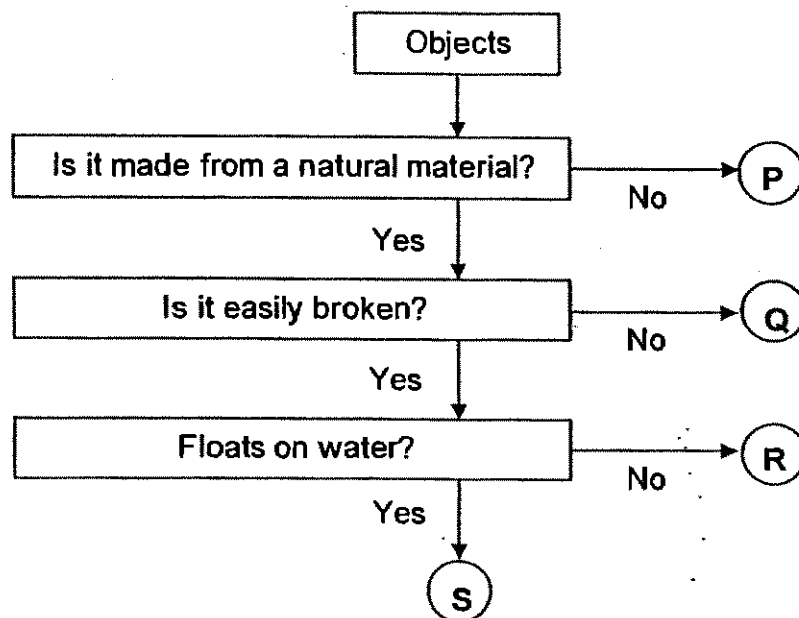 Objects
Is it made from a natural material?
No
P
Yes
Is it easily broken?
No
Q
Yes
Floats on water?
No
R
Yes
S